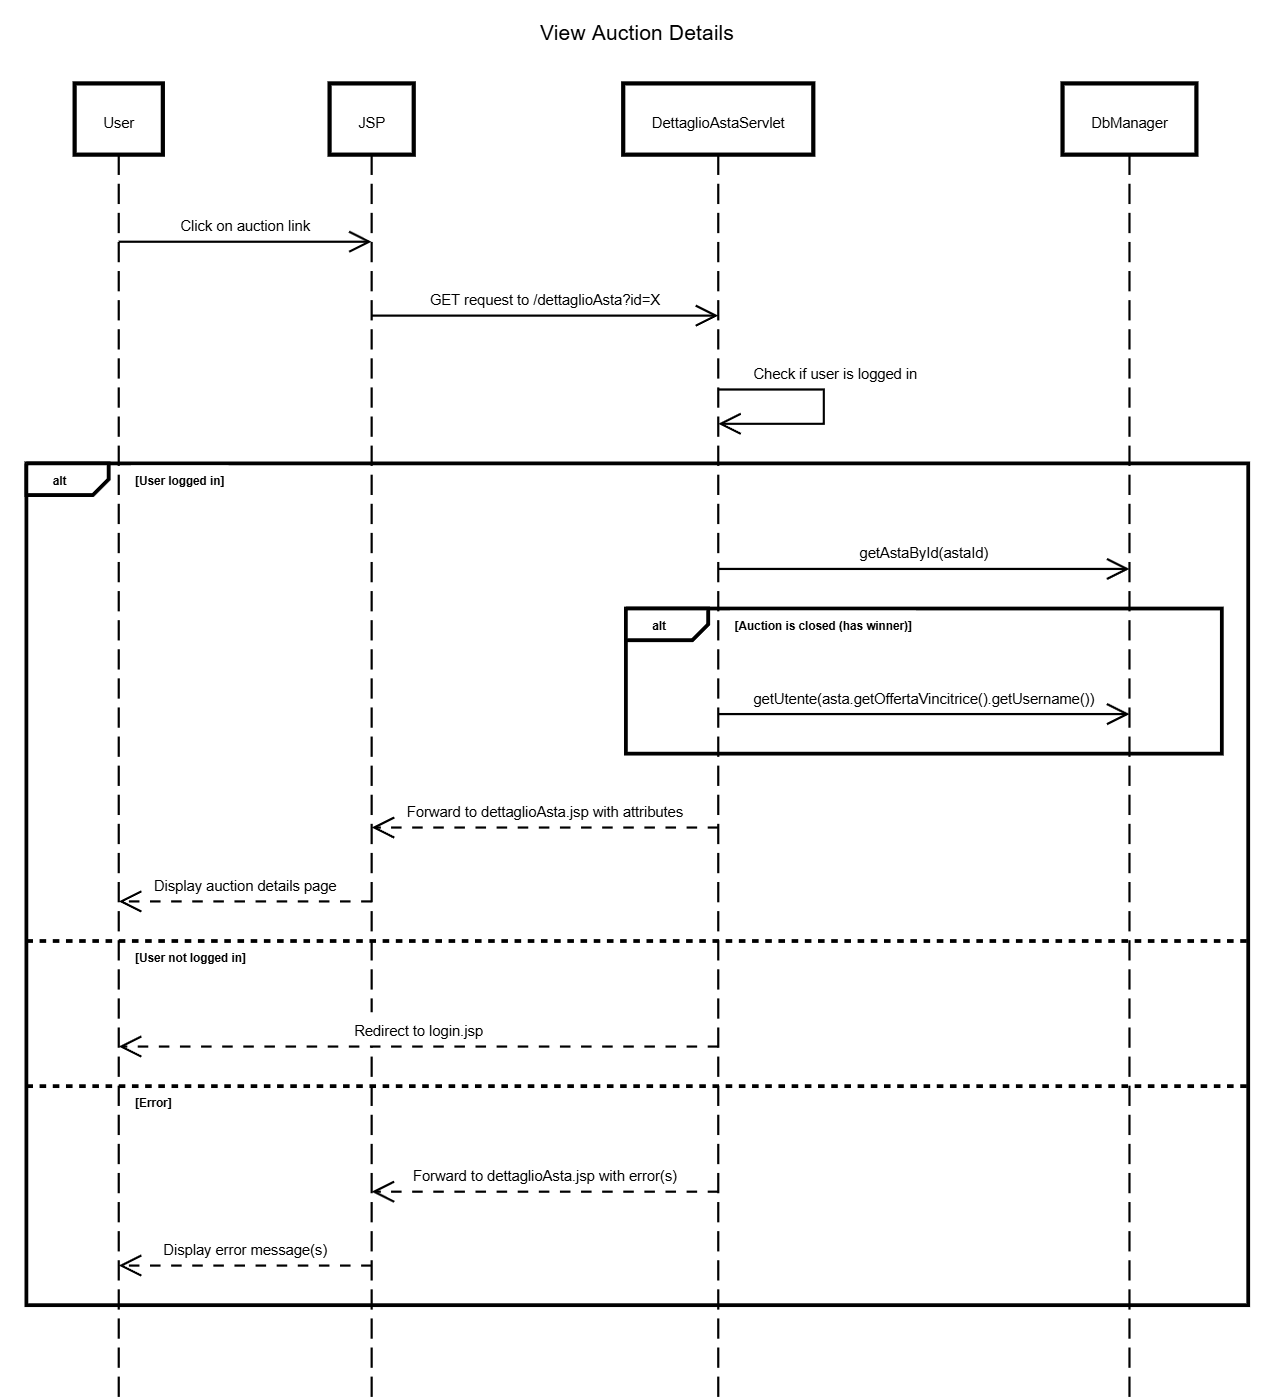 View Auction Details
User
JSP
DettaglioAstaServlet
DbManager
Click on auction link
GET request to /dettaglioAsta?id=X
Check if user is logged in
alt
[User logged in]
getAstaById(astaId)
alt
[Auction is closed (has winner)]
getUtente(asta.getOffertaVincitrice().getUsername())
Forward to dettaglioAsta.jsp with attributes
Display auction details page
[User not logged in]
Redirect to login.jsp
[Error]
Forward to dettaglioAsta.jsp with error(s)
Display error message(s)